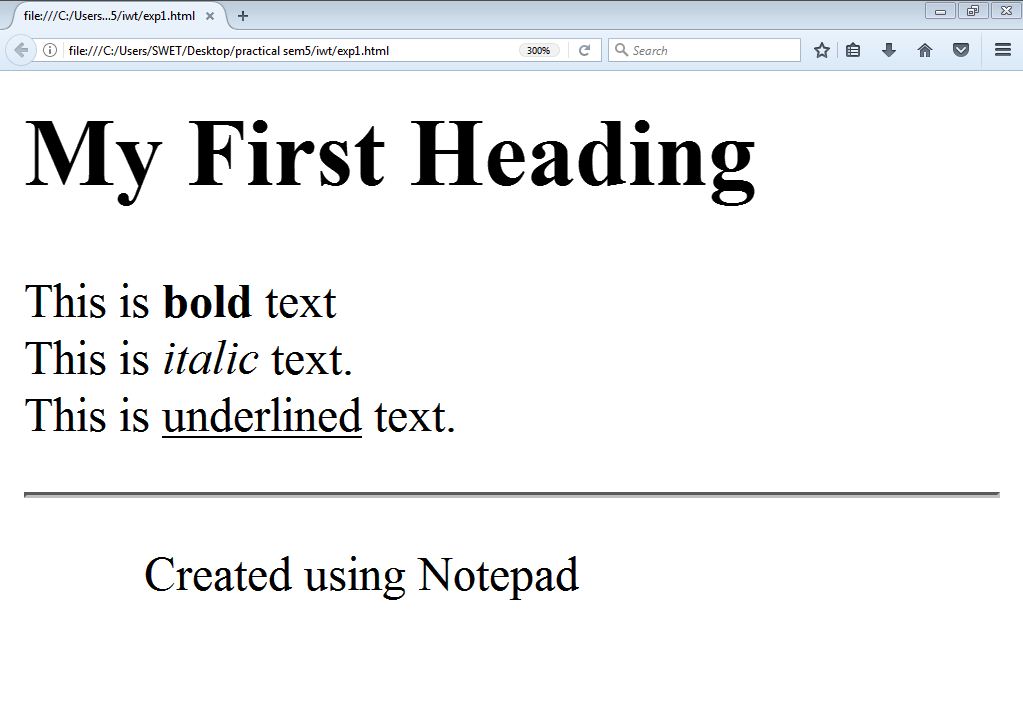 file:///C:/Users...5/iwt/exp1.html
file:///C:/Users/SWET/Desktop/practical sem5/iwt/exp1.html 300% Search
My First Heading
This is bold text
This is italic text.
This is underlined text.
Created using Notepad